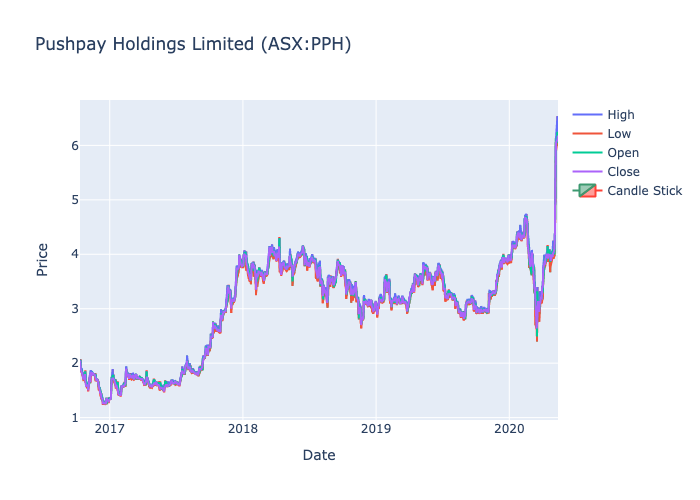 Pushpay Holdings Limited (ASX:PPH)
High
Low
Open
Close
Candle Stick
6
5
4
3
2
1
Price
2017
2018
2019
2020
Date